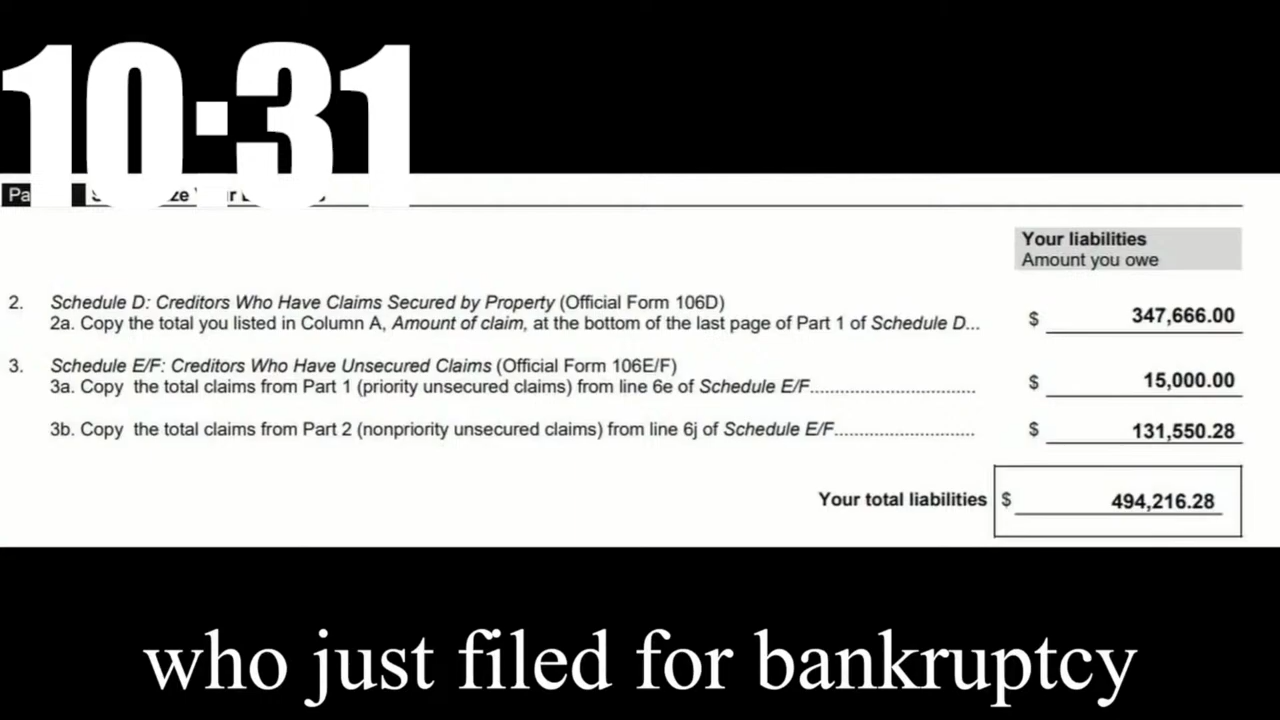 10:31
Pa
Your liabilities
Amount you owe
2. Schedule D: Creditors Who Have Claims Secured by Property (Official Form 106D)
2a. Copy the total you listed in Column A, Amount of claim, at the bottom of the last page of Part 1 of Schedule D... $ 347,666.00
3. Schedule E/F: Creditors Who Have Unsecured Claims (Official Form 106E/F)
3a. Copy the total claims from Part 1 (priority unsecured claims) from line 6e of Schedule E/F................................. $ 15,000.00
3b. Copy the total claims from Part 2 (nonpriority unsecured claims) from line 6j of Schedule E/F............................ $ 131,550.28
Your total liabilities $ 494,216.28
who just filed for bankruptcy